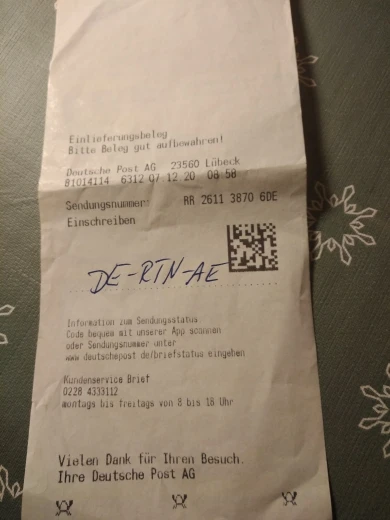 Einlieferungsbeleg
Bitte Beleg gut aufbewahren!
Deutsche Post AG 23560 Lübeck
81014114 6312 07.12.20 08:58
Sendungsnummer: RR 2611 3870 6DE
Einschreiben
DE-RTN-AE
Information zum Sendungsstatus
Code bequem mit unserer App scannen
oder Sendungsnummer unter
www.deutschepost.de/briefstatus eingeben
Kundenservice Brief
0228 4333112
montags bis freitags von 8 bis 18 Uhr
Vielen Dank für Ihren Besuch.
Ihre Deutsche Post AG